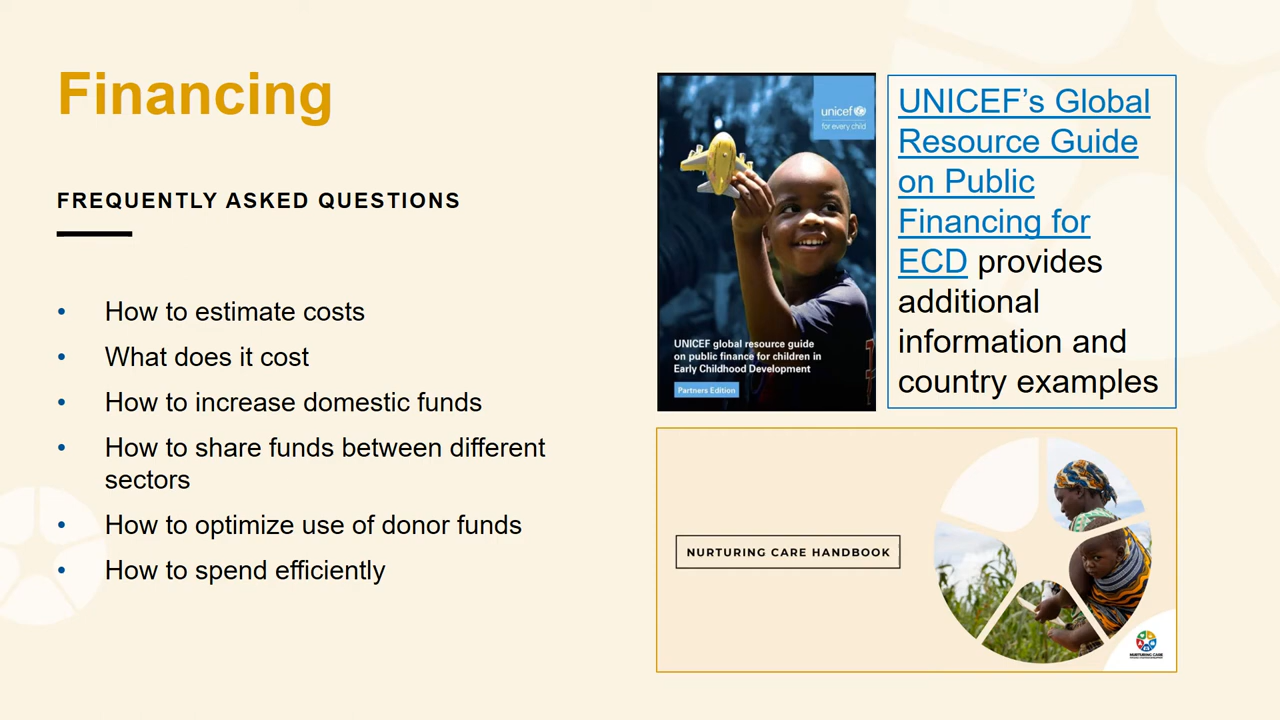 Financing
FREQUENTLY ASKED QUESTIONS
• How to estimate costs
• What does it cost
• How to increase domestic funds
• How to share funds between different
sectors
• How to optimize use of donor funds
• How to spend efficiently
unicef
for every child
UNICEF global resource guide
on public finance for children in
Early Childhood Development
Partners Edition
UNICEF’s Global
Resource Guide
on Public
Financing for
ECD provides
additional
information and
country examples
NURTURING CARE HANDBOOK
NURTURING CARE